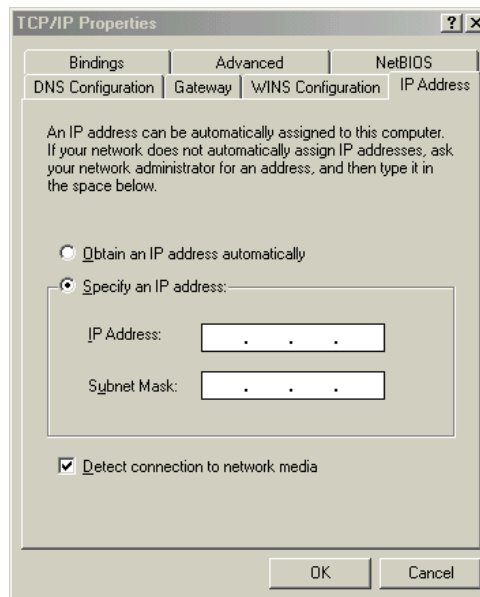 TCP/IP Properties
Bindings Advanced NetBIOS
DNS Configuration Gateway WINS Configuration IP Address
An IP address can be automatically assigned to this computer.
If your network does not automatically assign IP addresses, ask
your network administrator for an address, and then type it in
the space below.
Obtain an IP address automatically
Specify an IP address:
IP Address: . . .
Subnet Mask: . . .
Detect connection to network media
OK Cancel